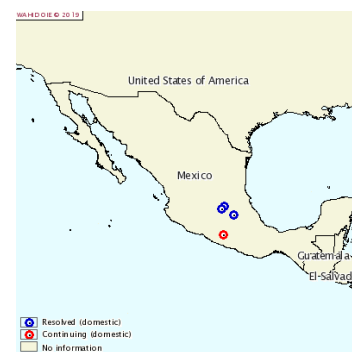 WAHID OIE © 2019
United States of America
Mexico
Guatemala
El-Salvad
Resolved (domestic)
Continuing (domestic)
No information